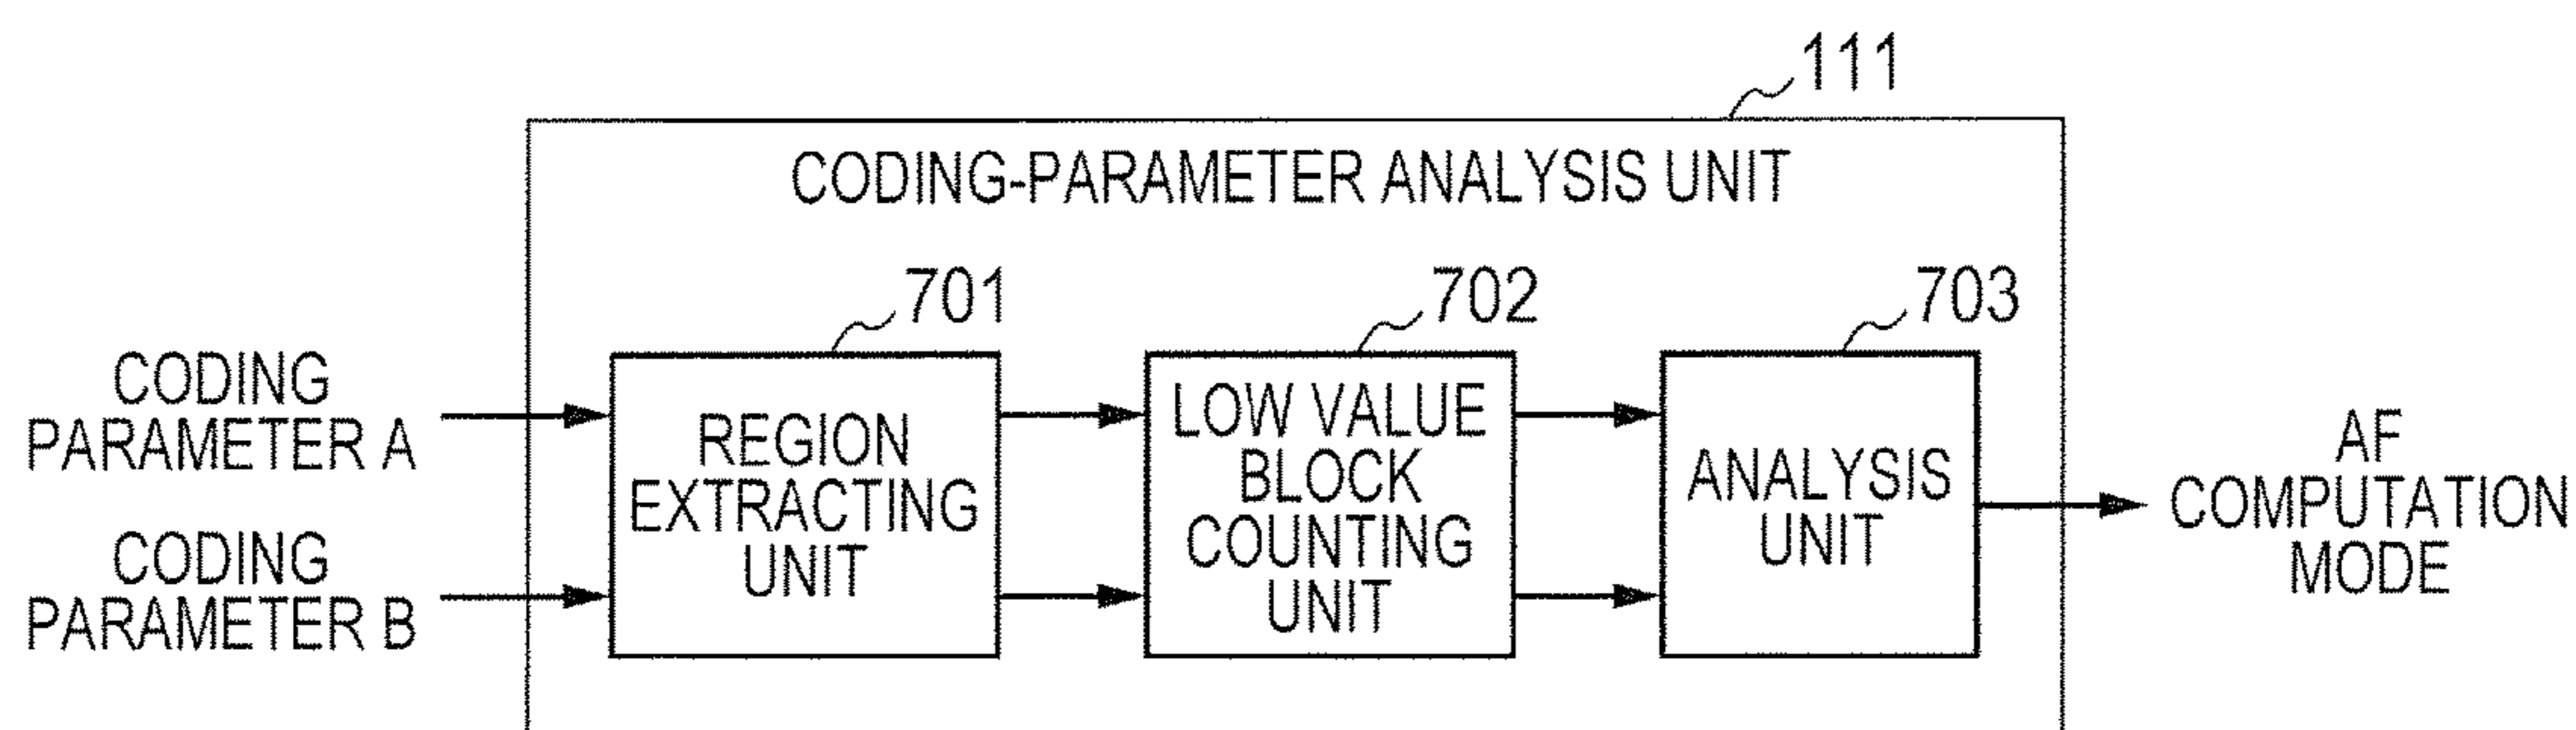 111
CODING-PARAMETER ANALYSIS UNIT
701
702
703
CODING
PARAMETER A
CODING
PARAMETER B
REGION
EXTRACTING
UNIT
LOW VALUE
BLOCK
COUNTING
UNIT
ANALYSIS
UNIT
AF
COMPUTATION
MODE